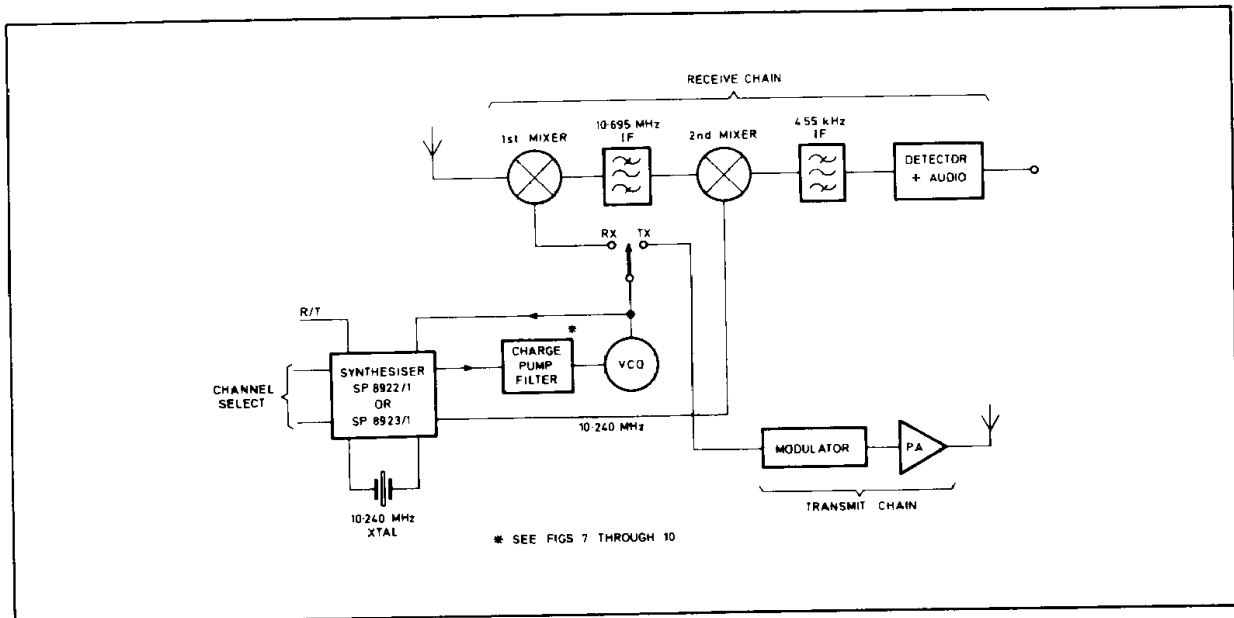 RECEIVE CHAIN
1st MIXER
10·695 MHz
IF
2nd MIXER
455 kHz
IF
DETECTOR
+ AUDIO
RX
TX
R/T
CHANNEL
SELECT
SYNTHESISER
SP 8922/1
OR
SP 8923/1
*
CHARGE
PUMP
FILTER
VCO
10·240 MHz
MODULATOR
PA
TRANSMIT CHAIN
10·240 MHz
XTAL
* SEE FIGS 7 THROUGH 10